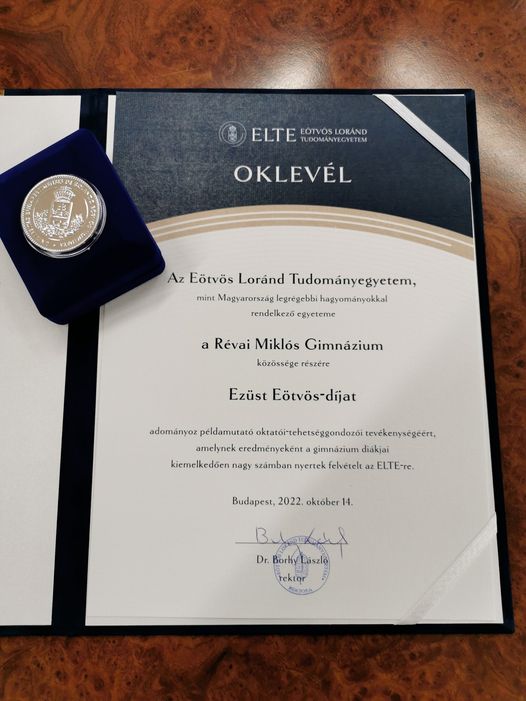 ELTE EÖTVÖS LORÁND
TUDOMÁNYEGYETEM
OKLEVÉL
Az Eötvös Loránd Tudományegyetem,
mint Magyarország legrégebbi hagyományokkal
rendelkező egyeteme
a Révai Miklós Gimnázium
közössége részére
Ezüst Eötvös-díjat
adományoz példamutató oktatói-tehetséggondozói tevékenységéért,
amelynek eredményeként a gimnázium diákjai
kiemelkedően nagy számban nyertek felvételt az ELTE-re.
Budapest, 2022. október 14.
Dr. Borhy László
rektor